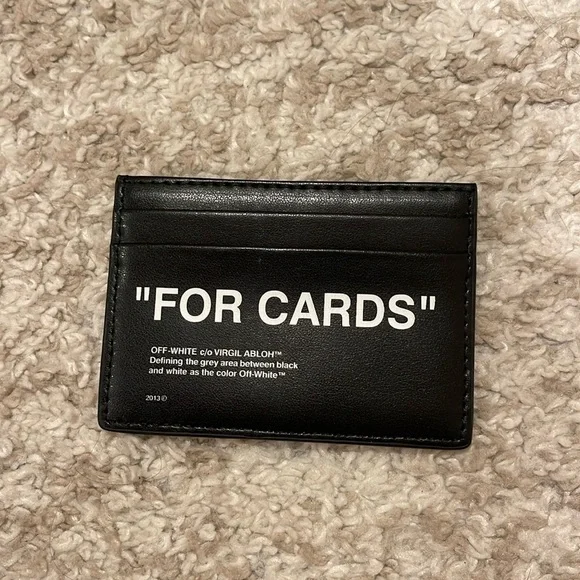 "FOR CARDS"
OFF-WHITE c/o VIRGIL ABLOH™
Defining the grey area between black
and white as the color Off-White™
2013 ©